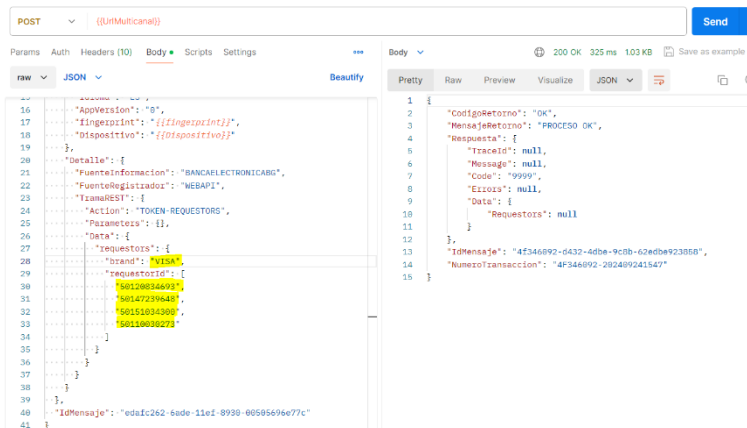 POST {{UrlMulticanal}} Send
Params Auth Headers (10) Body Scripts Settings
raw JSON Beautify
16 "AppVersion": "0",
17 "fingerprint": "{{fingerprint}}",
18 "Dispositivo": "{{Dispositivo}}"
19 },
20 "Detalle": {
21 "FuenteInformacion": "BANCAELECTRONICABG",
22 "FuenteRegistrador": "WEBAPI",
23 "TramaREST": {
24 "Action": "TOKEN-REQUESTORS",
25 "Parameters": {},
26 "Data": {
27 "requestors": {
28 "brand": "VISA",
29 "requestorId": [
30 "50120834693",
31 "50147239648",
32 "50151034300",
33 "50110030273"
34 ]
35 }
36 }
37 }
38 }
39 },
40 "IdMensaje": "edafc262-6ade-11ef-8930-00505696e77c"
41 }
Body 200 OK 325 ms 1.03 KB Save as example
Pretty Raw Preview Visualize JSON
1 {
2 "CodigoRetorno": "OK",
3 "MensajeRetorno": "PROCESO OK",
4 "Respuesta": {
5 "TraceId": null,
6 "Message": null,
7 "Code": "9999",
8 "Errors": null,
9 "Data": {
10 "Requestors": null
11 }
12 },
13 "IdMensaje": "4f346092-d432-4dbe-9c8b-62edbe923858",
14 "NumeroTransaccion": "4F346092-202409241547"
15 }